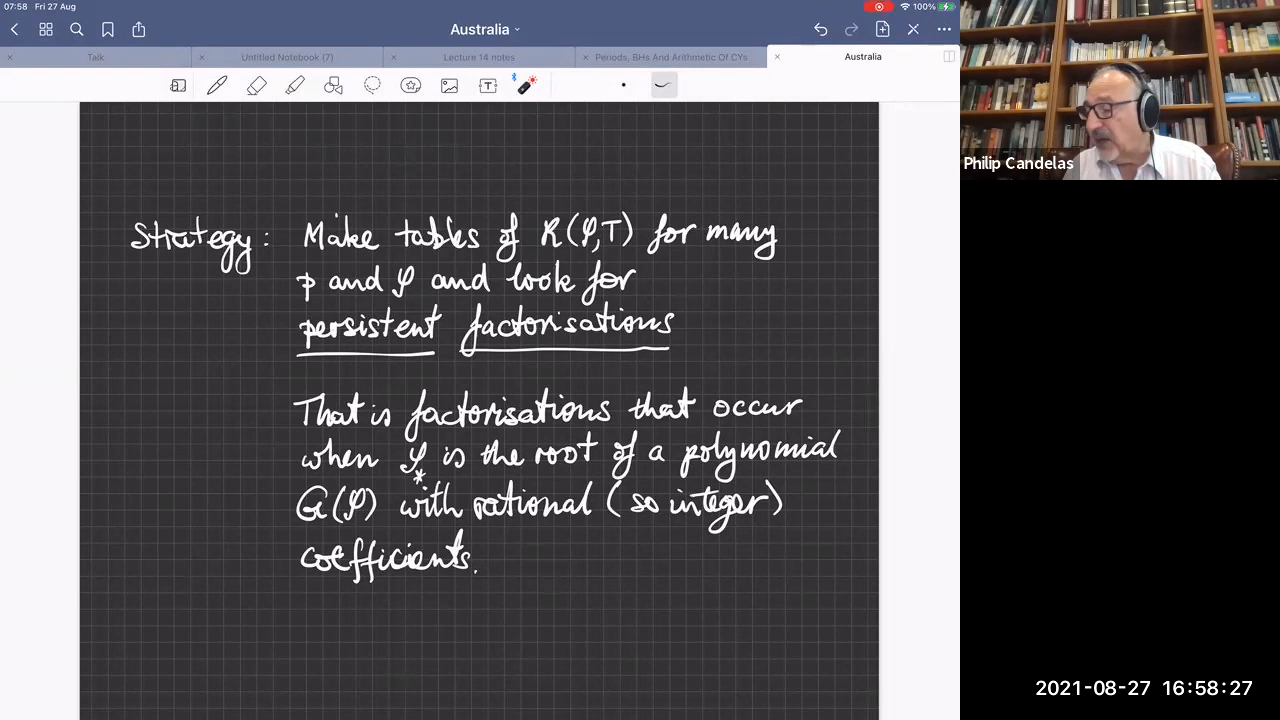 07:58 Fri 27 Aug
100%
Australia
Talk
Untitled Notebook (7)
Lecture 14 notes
Periods, BHs And Arithmetic Of CYs
Australia
Philip Candelas
Strategy: Make tables of R(φ,T) for many
p and φ and look for
persistent factorisations
That is factorisations that occur
when φ* is the root of a polynomial
G(φ) with rational (so integer)
coefficients.
2021-08-27 16:58:27